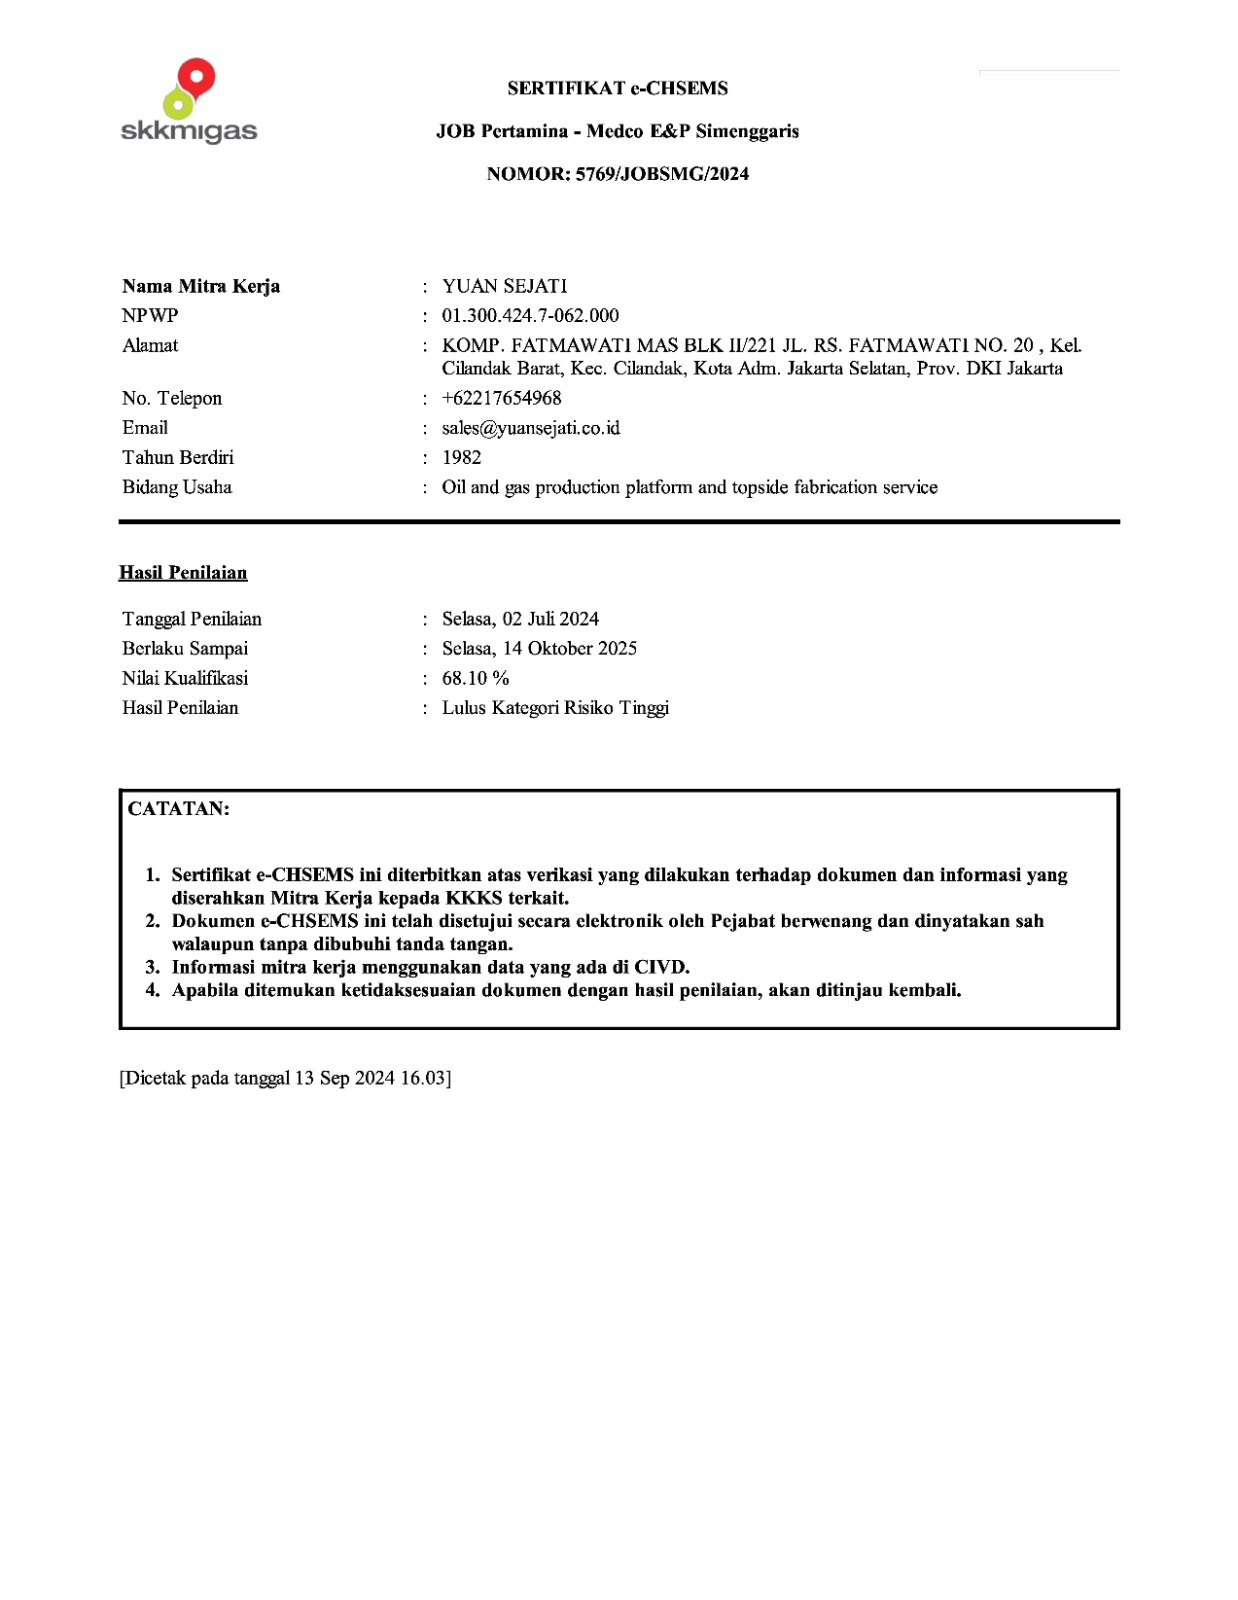 skkmigas
SERTIFIKAT e-CHSEMS
JOB Pertamina - Medco E&P Simenggaris
NOMOR: 5769/JOBSMG/2024
Nama Mitra Kerja : YUAN SEJATI
NPWP : 01.300.424.7-062.000
Alamat : KOMP. FATMAWATI MAS BLK II/221 JL. RS. FATMAWATI NO. 20 , Kel.
Cilandak Barat, Kec. Cilandak, Kota Adm. Jakarta Selatan, Prov. DKI Jakarta
No. Telepon : +62217654968
Email : sales@yuansejati.co.id
Tahun Berdiri : 1982
Bidang Usaha : Oil and gas production platform and topside fabrication service
Hasil Penilaian
Tanggal Penilaian : Selasa, 02 Juli 2024
Berlaku Sampai : Selasa, 14 Oktober 2025
Nilai Kualifikasi : 68.10 %
Hasil Penilaian : Lulus Kategori Risiko Tinggi
CATATAN:
1. Sertifikat e-CHSEMS ini diterbitkan atas verikasi yang dilakukan terhadap dokumen dan informasi yang
diserahkan Mitra Kerja kepada KKKS terkait.
2. Dokumen e-CHSEMS ini telah disetujui secara elektronik oleh Pejabat berwenang dan dinyatakan sah
walaupun tanpa dibubuhi tanda tangan.
3. Informasi mitra kerja menggunakan data yang ada di CIVD.
4. Apabila ditemukan ketidaksesuaian dokumen dengan hasil penilaian, akan ditinjau kembali.
[Dicetak pada tanggal 13 Sep 2024 16.03]